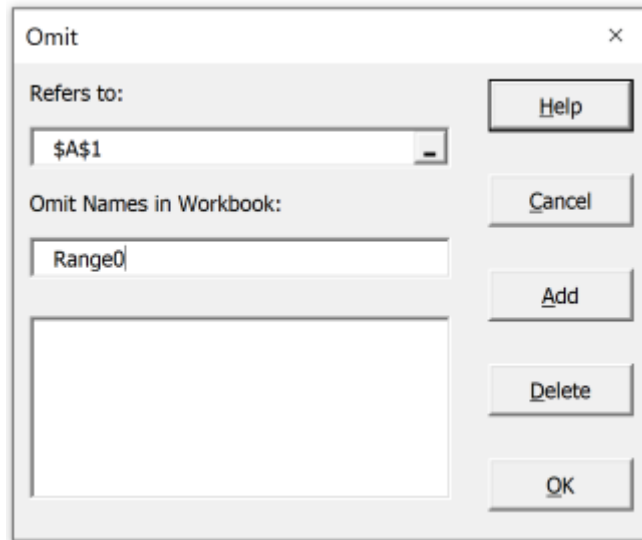 Omit
Refers to:
$A$1
Omit Names in Workbook:
Range0
Help
Cancel
Add
Delete
OK